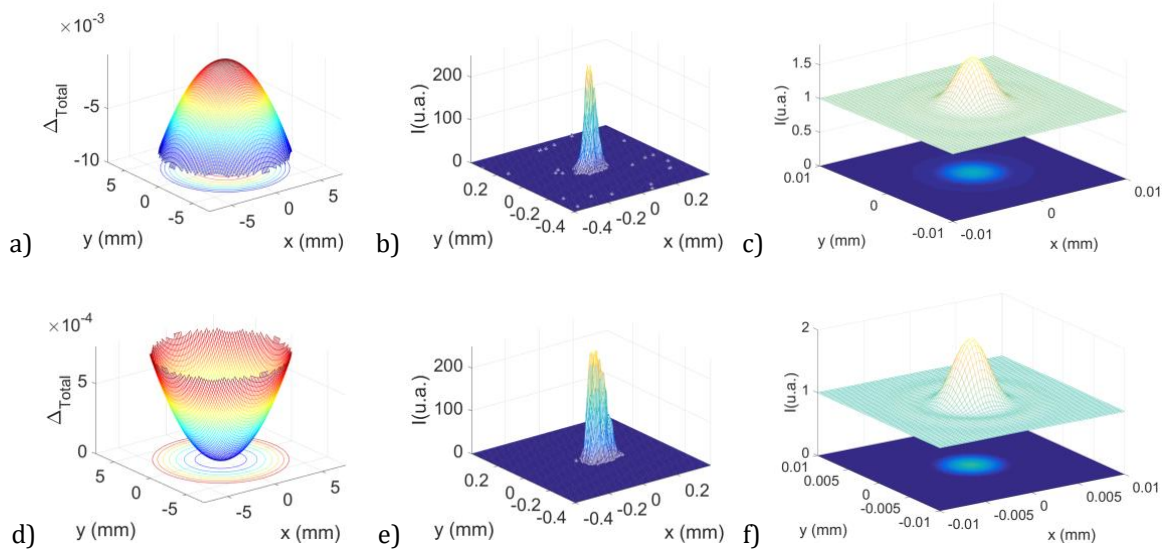 ×10⁻³
Δ_Total
-5
-10
5
0
-5
y (mm)
-5
0
5
x (mm)
a)
I(u.a.)
200
100
0
0.2
0
-0.2
-0.4
y (mm)
-0.4
-0.2
0
0.2
x (mm)
b)
I(u.a.)
1.5
1
0.5
0
0.01
0
-0.01
y (mm)
-0.01
0
0.01
x (mm)
c)
×10⁻⁴
Δ_Total
5
0
5
0
-5
y (mm)
-5
0
5
x (mm)
d)
I(u.a.)
200
100
0
0.2
0
-0.2
-0.4
y (mm)
-0.4
-0.2
0
0.2
x (mm)
e)
I(u.a.)
2
1
0
0.01
0.005
0
-0.005
-0.01
y (mm)
-0.01
-0.005
0
0.005
0.01
x (mm)
f)